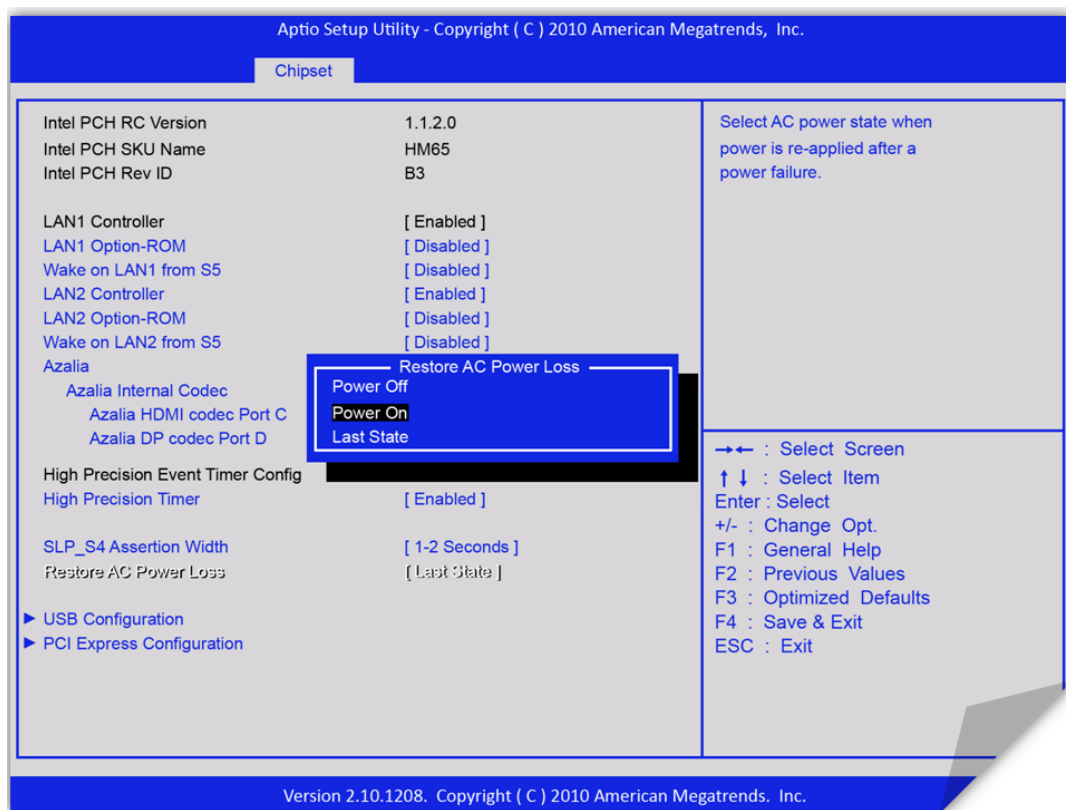 Aptio Setup Utility - Copyright ( C ) 2010 American Megatrends, Inc.
Chipset
Intel PCH RC Version 1.1.2.0
Intel PCH SKU Name HM65
Intel PCH Rev ID B3
LAN1 Controller [ Enabled ]
LAN1 Option-ROM [ Disabled ]
Wake on LAN1 from S5 [ Disabled ]
LAN2 Controller [ Enabled ]
LAN2 Option-ROM [ Disabled ]
Wake on LAN2 from S5 [ Disabled ]
Azalia
Azalia Internal Codec
Azalia HDMI codec Port C
Azalia DP codec Port D
Restore AC Power Loss
Power Off
Power On
Last State
High Precision Event Timer Config
High Precision Timer [ Enabled ]
SLP_S4 Assertion Width [ 1-2 Seconds ]
Restore AC Power Loss [ Last State ]
► USB Configuration
► PCI Express Configuration
Select AC power state when
power is re-applied after a
power failure.
→← : Select Screen
↑↓ : Select Item
Enter : Select
+/- : Change Opt.
F1 : General Help
F2 : Previous Values
F3 : Optimized Defaults
F4 : Save & Exit
ESC : Exit
Version 2.10.1208. Copyright ( C ) 2010 American Megatrends. Inc.